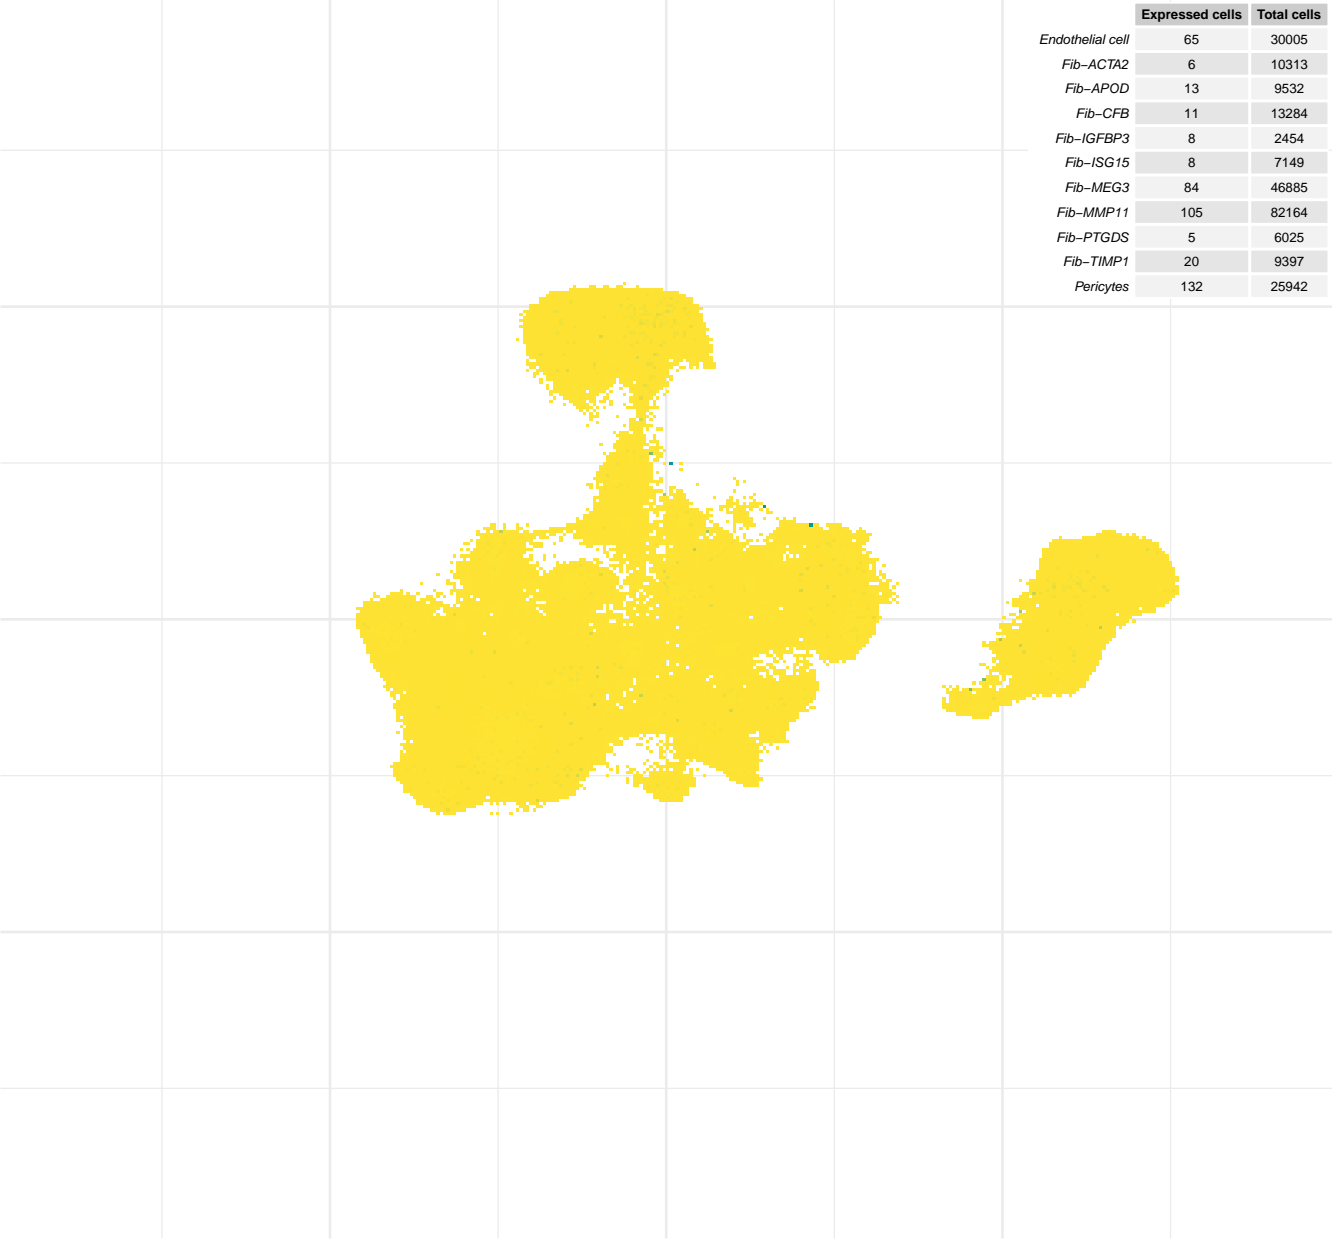 Expressed cells Total cells
Endothelial cell 65 30005
Fib−ACTA2 6 10313
Fib−APOD 13 9532
Fib−CFB 11 13284
Fib−IGFBP3 8 2454
Fib−ISG15 8 7149
Fib−MEG3 84 46885
Fib−MMP11 105 82164
Fib−PTGDS 5 6025
Fib−TIMP1 20 9397
Pericytes 132 25942